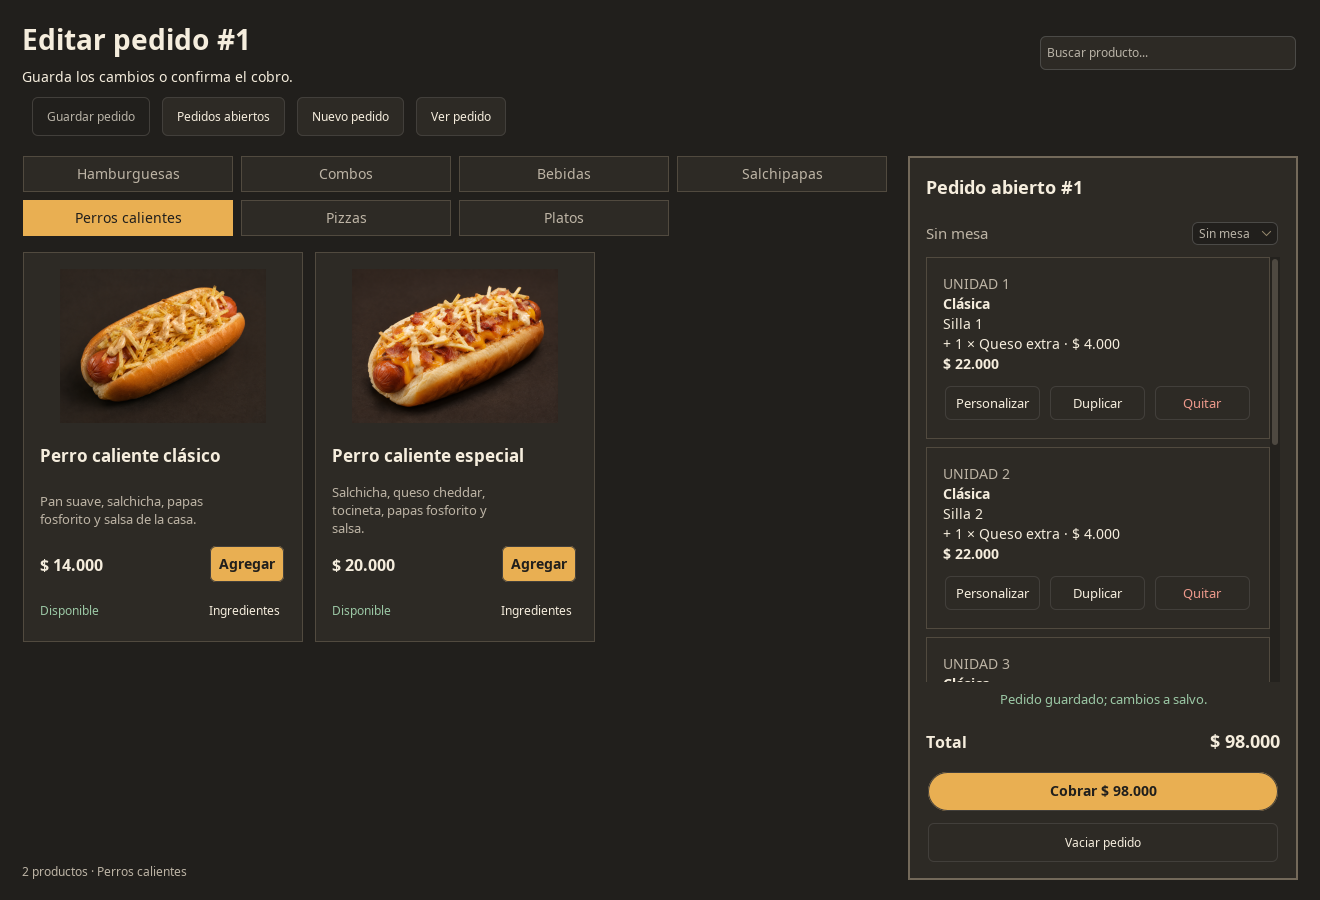 Editar pedido #1
Guarda los cambios o confirma el cobro.
Buscar producto...
Guardar pedido
Pedidos abiertos
Nuevo pedido
Ver pedido
Hamburguesas
Combos
Bebidas
Salchipapas
Perros calientes
Pizzas
Platos
Perro caliente clásico
Pan suave, salchicha, papas
fosforito y salsa de la casa.
$ 14.000
Agregar
Disponible
Ingredientes
Perro caliente especial
Salchicha, queso cheddar,
tocineta, papas fosforito y
salsa.
$ 20.000
Agregar
Disponible
Ingredientes
2 productos · Perros calientes
Pedido abierto #1
Sin mesa
Sin mesa
UNIDAD 1
Clásica
Silla 1
+ 1 × Queso extra · $ 4.000
$ 22.000
Personalizar
Duplicar
Quitar
UNIDAD 2
Clásica
Silla 2
+ 1 × Queso extra · $ 4.000
$ 22.000
Personalizar
Duplicar
Quitar
UNIDAD 3
Clásica
Pedido guardado; cambios a salvo.
Total
$ 98.000
Cobrar $ 98.000
Vaciar pedido